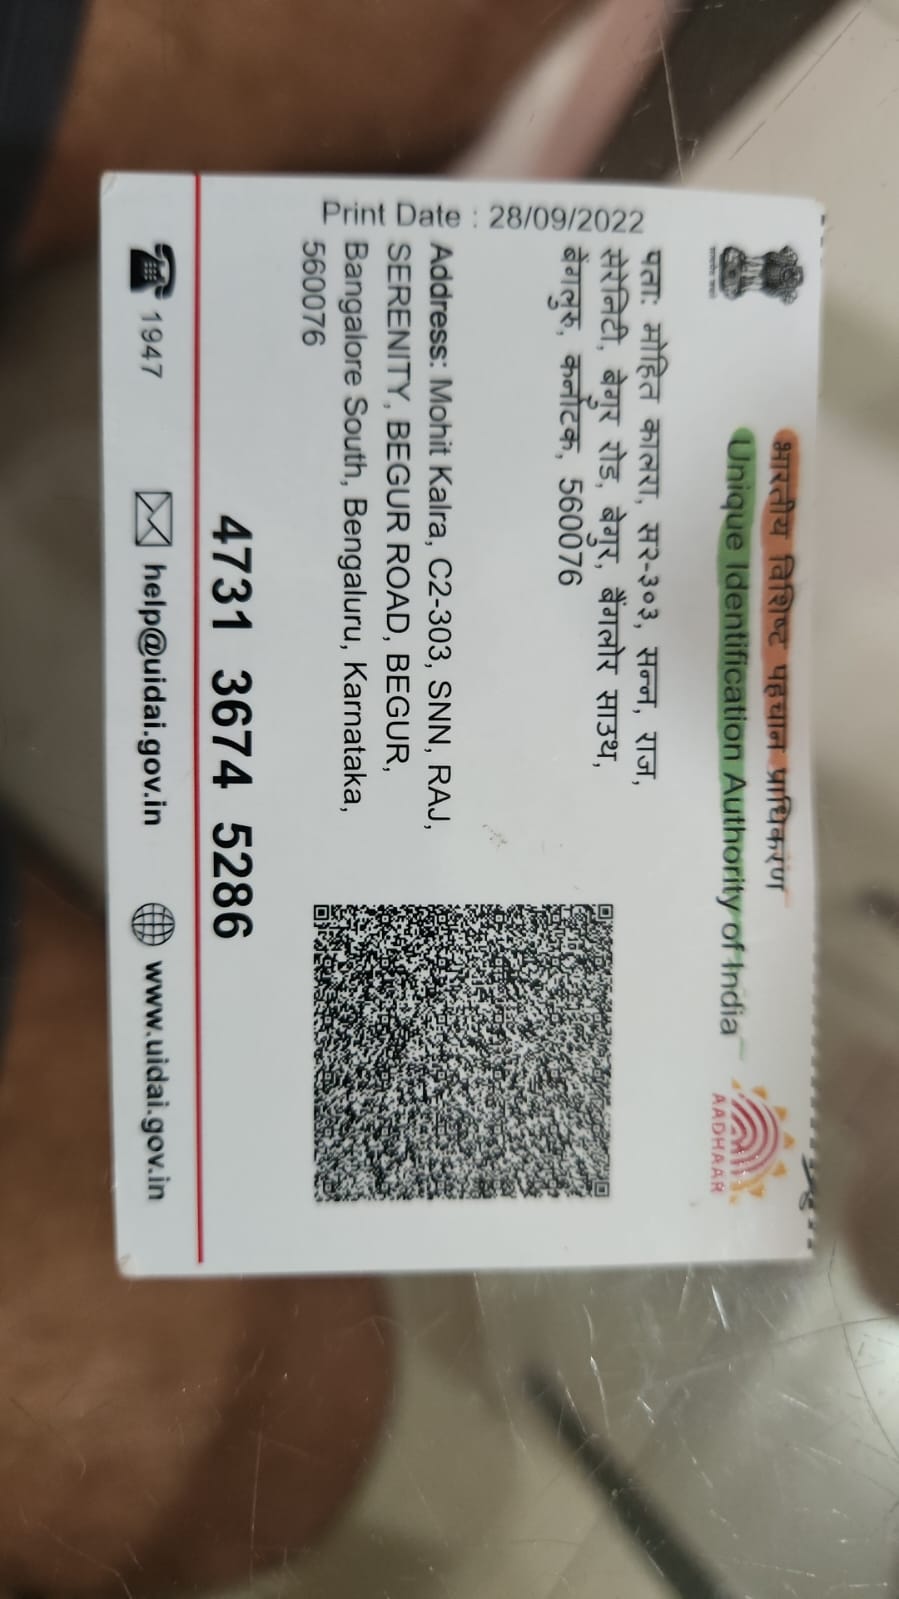 भारतीय विशिष्ट पहचान प्राधिकरण
Unique Identification Authority of India
AADHAAR
पता: मोहित कालरा, सर-३०३, सन्न, राज,
सेरेनिटी, बेगुर रोड, बेगुर, बैंगलोर साउथ,
बेंगलुरु, कर्नाटक, 560076
Address: Mohit Kalra, C2-303, SNN, RAJ,
SERENITY, BEGUR ROAD, BEGUR,
Bangalore South, Bengaluru, Karnataka,
560076
Print Date : 28/09/2022
4731 3674 5286
1947
help@uidai.gov.in
www.uidai.gov.in